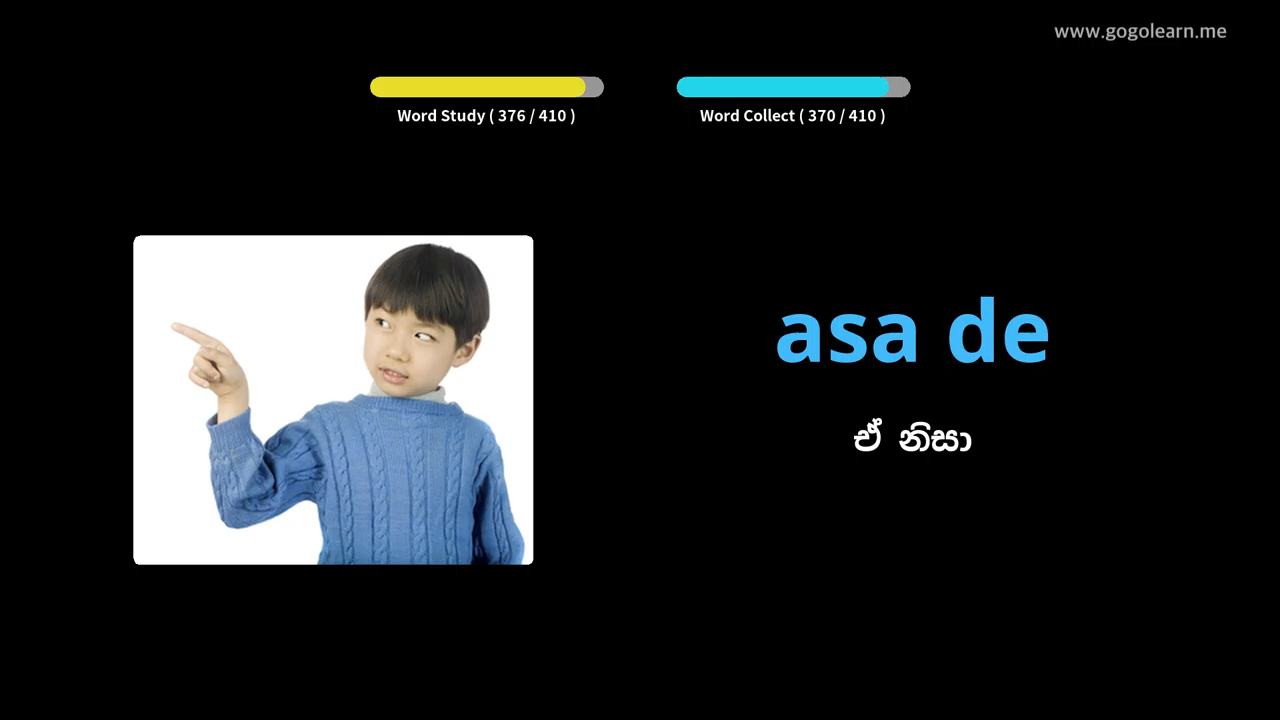 www.gogolearn.me
Word Study ( 376 / 410 )
Word Collect ( 370 / 410 )
asa de
ඒ නිසා